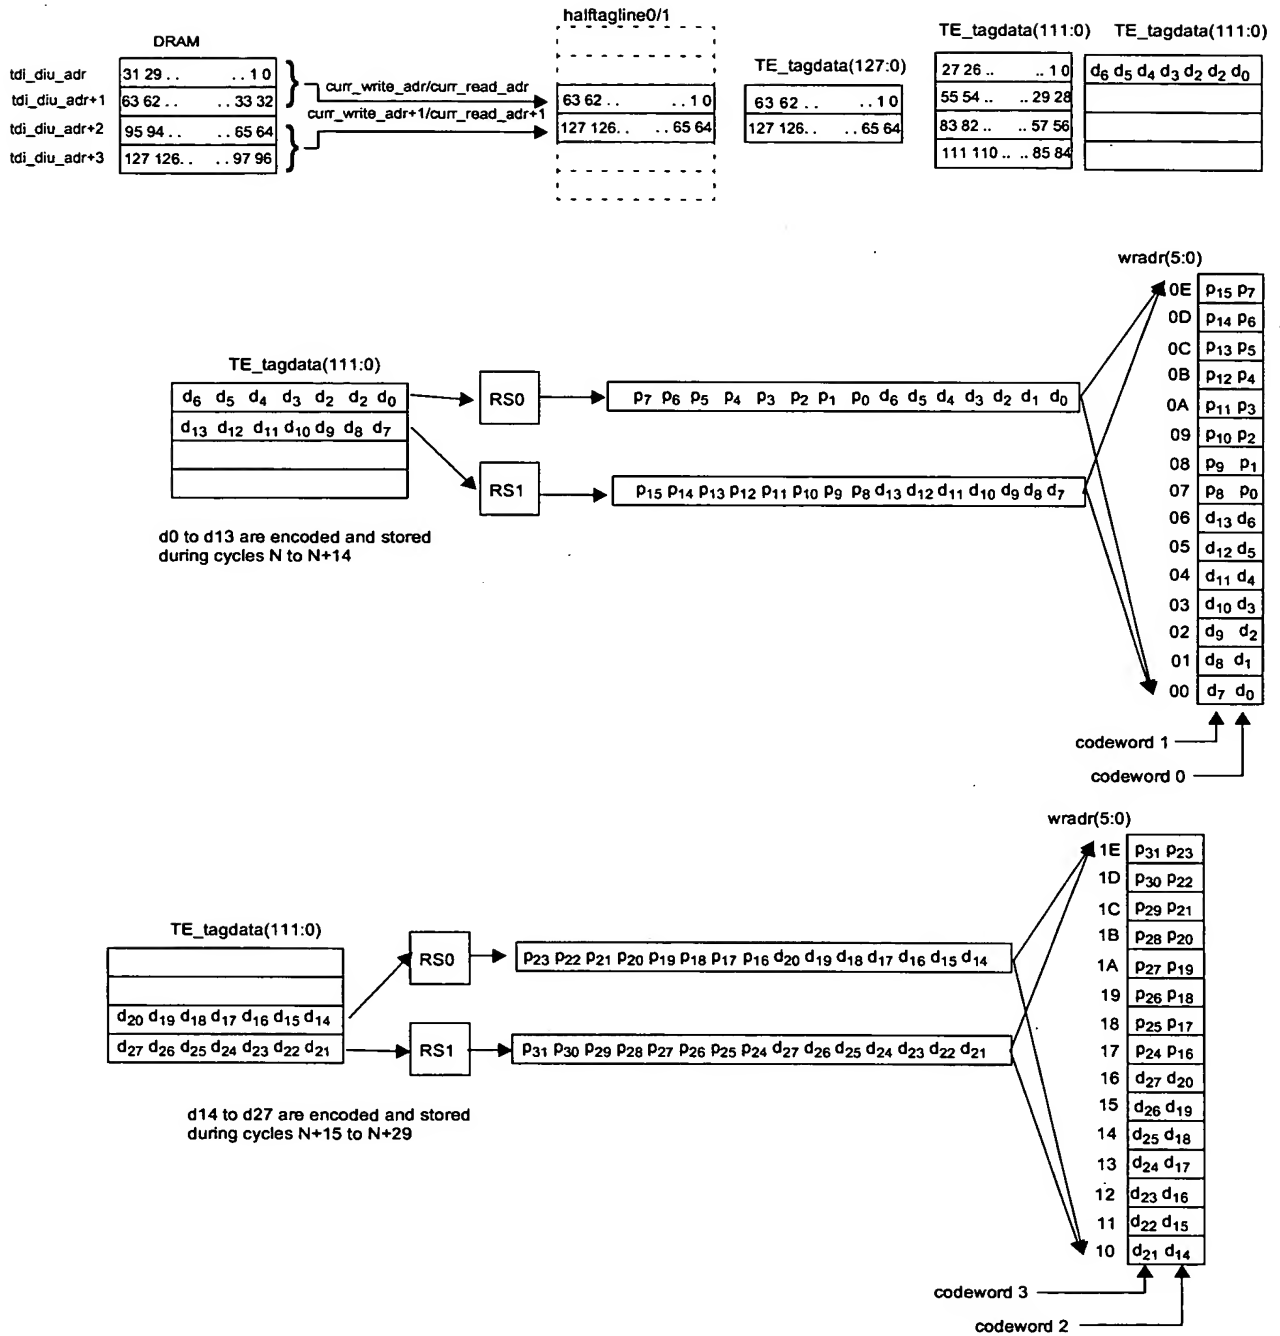 halftagline0/1
DRAM
TE_tagdata(111:0) TE_tagdata(111:0)
TE_tagdata(127:0)
tdi_diu_adr 31 29 . . . . 1 0
tdi_diu_adr+1 63 62 . . . . 33 32
tdi_diu_adr+2 95 94 . . . . 65 64
tdi_diu_adr+3 127 126. . . . 97 96
curr_write_adr/curr_read_adr
curr_write_adr+1/curr_read_adr+1
63 62 . . . . 1 0
127 126. . . . 65 64
63 62 . . . . 1 0
127 126. . . . 65 64
27 26 .. .. 1 0
55 54 .. .. 29 28
83 82 .. .. 57 56
111 110 .. .. 85 84
d6 d5 d4 d3 d2 d2 d0
wradr(5:0)
0E p15 p7
0D p14 p6
0C p13 p5
0B p12 p4
0A p11 p3
09 p10 p2
08 p9 p1
07 p8 p0
06 d13 d6
05 d12 d5
04 d11 d4
03 d10 d3
02 d9 d2
01 d8 d1
00 d7 d0
codeword 1
codeword 0
TE_tagdata(111:0)
d6 d5 d4 d3 d2 d2 d0
d13 d12 d11 d10 d9 d8 d7
RS0
RS1
p7 p6 p5 p4 p3 p2 p1 p0 d6 d5 d4 d3 d2 d1 d0
p15 p14 p13 p12 p11 p10 p9 p8 d13 d12 d11 d10 d9 d8 d7
d0 to d13 are encoded and stored
during cycles N to N+14
wradr(5:0)
1E p31 p23
1D p30 p22
1C p29 p21
1B p28 p20
1A p27 p19
19 p26 p18
18 p25 p17
17 p24 p16
16 d27 d20
15 d26 d19
14 d25 d18
13 d24 d17
12 d23 d16
11 d22 d15
10 d21 d14
codeword 3
codeword 2
TE_tagdata(111:0)
d20 d19 d18 d17 d16 d15 d14
d27 d26 d25 d24 d23 d22 d21
RS0
RS1
p23 p22 p21 p20 p19 p18 p17 p16 d20 d19 d18 d17 d16 d15 d14
p31 p30 p29 p28 p27 p26 p25 p24 d27 d26 d25 d24 d23 d22 d21
d14 to d27 are encoded and stored
during cycles N+15 to N+29